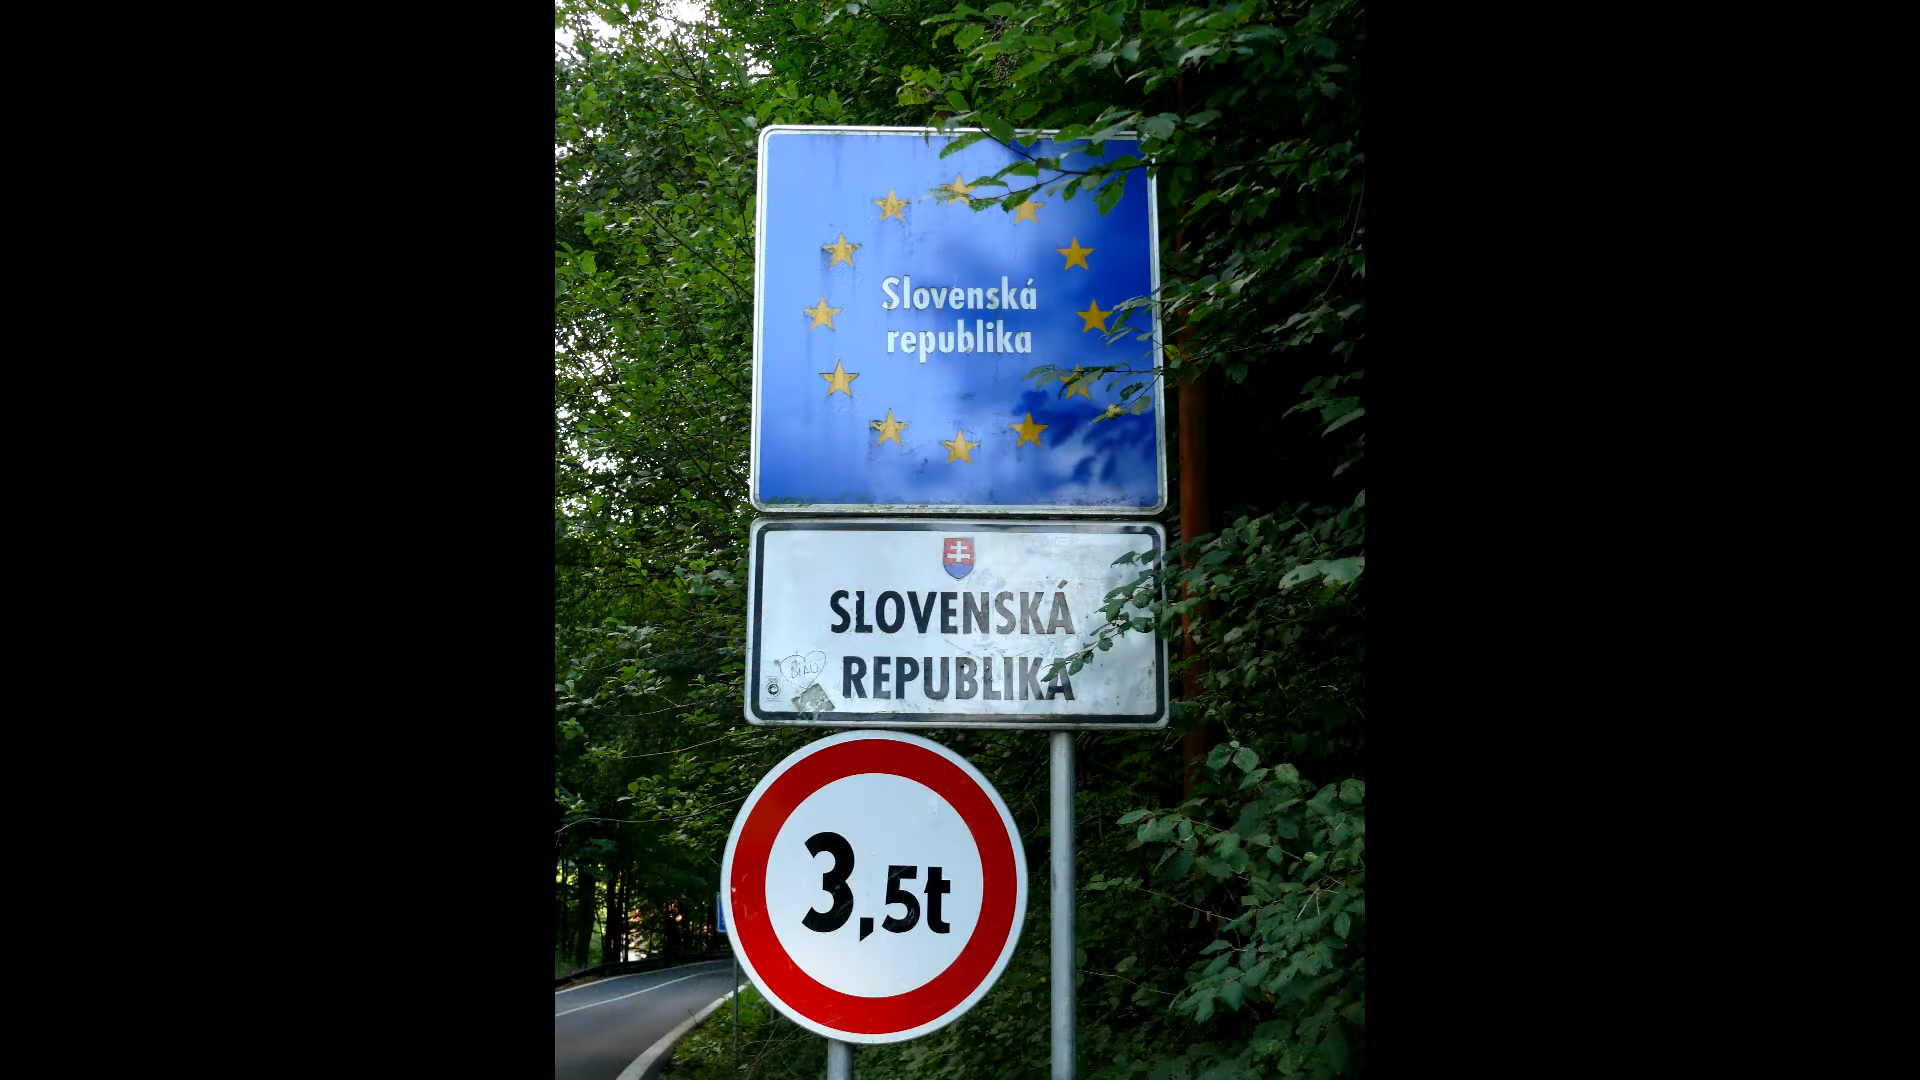 Slovenská
republika
SLOVENSKÁ
REPUBLIKA
3,5t